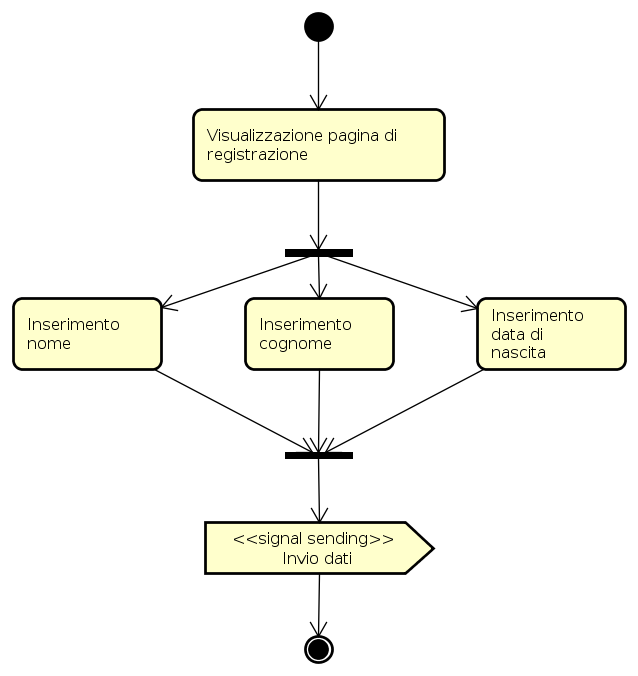 Visualizzazione pagina di
registrazione
Inserimento
nome
Inserimento
cognome
Inserimento
data di
nascita
<<signal sending>>
Invio dati